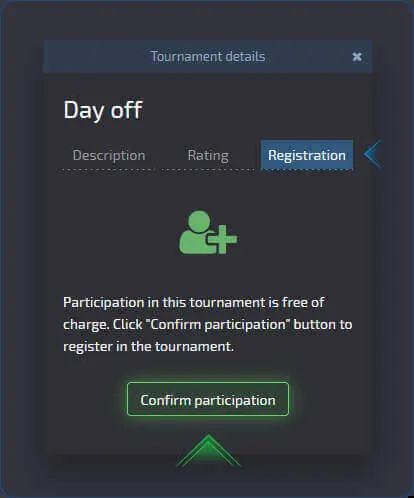 Tournament details
Day off
Description Rating Registration
Participation in this tournament is free of
charge. Click "Confirm participation" button to
register in the tournament.
Confirm participation